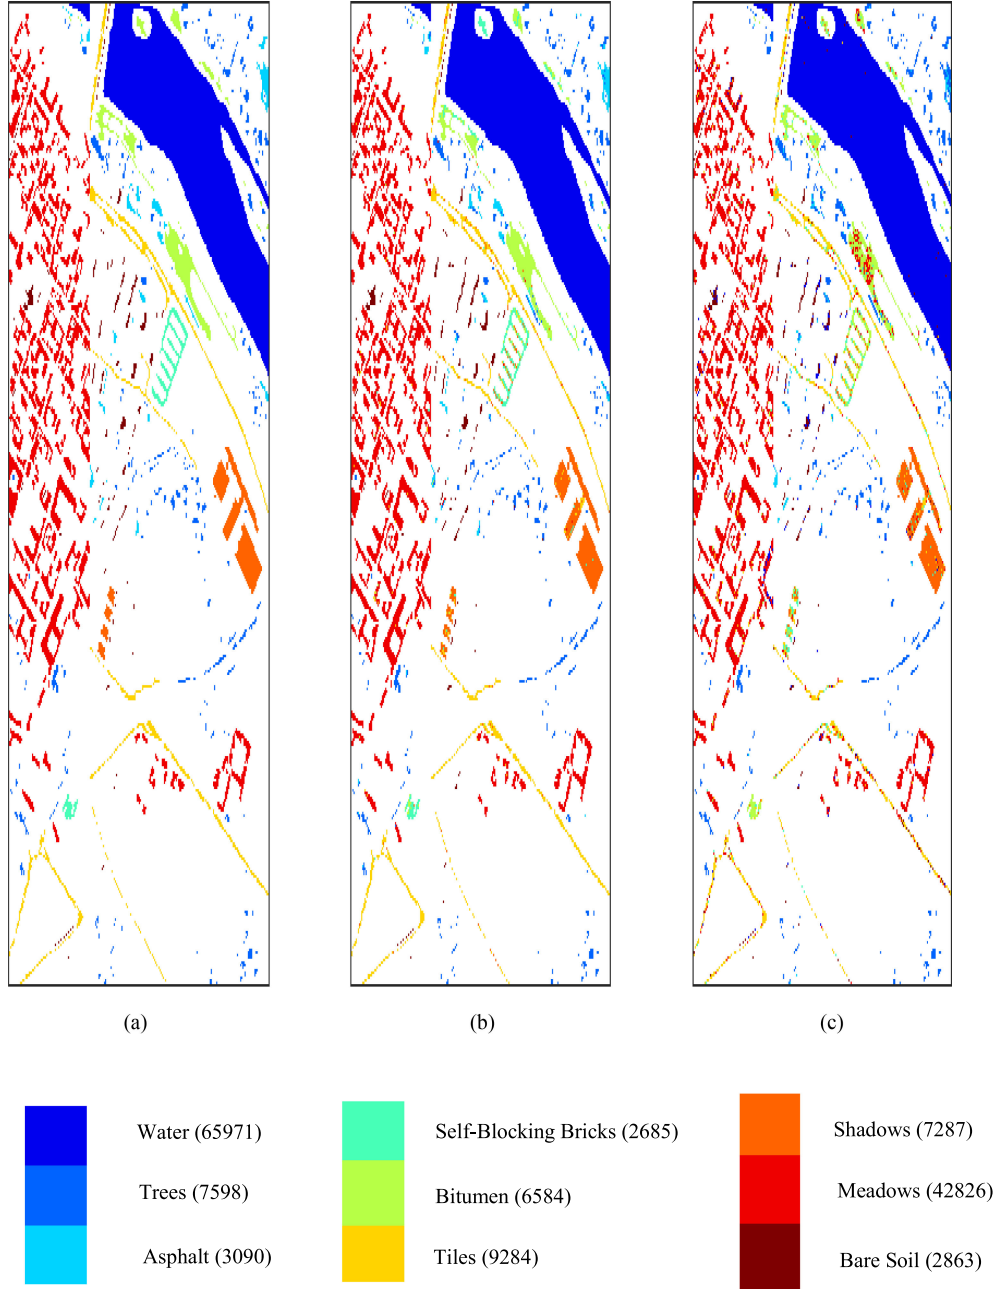 (a) (b) (c)
Water (65971) Self-Blocking Bricks (2685) Shadows (7287)
Trees (7598) Bitumen (6584) Meadows (42826)
Asphalt (3090) Tiles (9284) Bare Soil (2863)